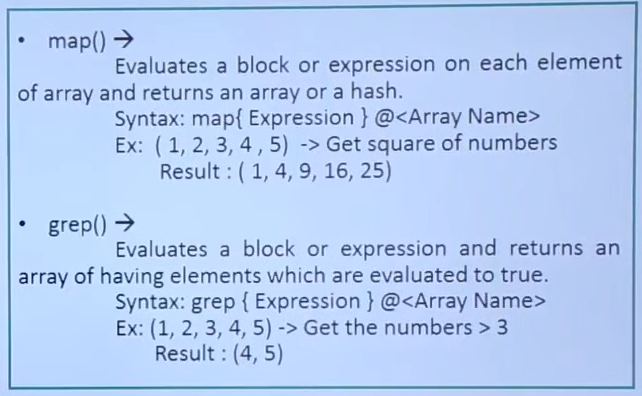 • map() →
Evaluates a block or expression on each element
of array and returns an array or a hash.
Syntax: map{ Expression } @<Array Name>
Ex: ( 1, 2, 3, 4 , 5) -> Get square of numbers
Result : ( 1, 4, 9, 16, 25)
• grep() →
Evaluates a block or expression and returns an
array of having elements which are evaluated to true.
Syntax: grep { Expression } @<Array Name>
Ex: (1, 2, 3, 4, 5) -> Get the numbers > 3
Result : (4, 5)